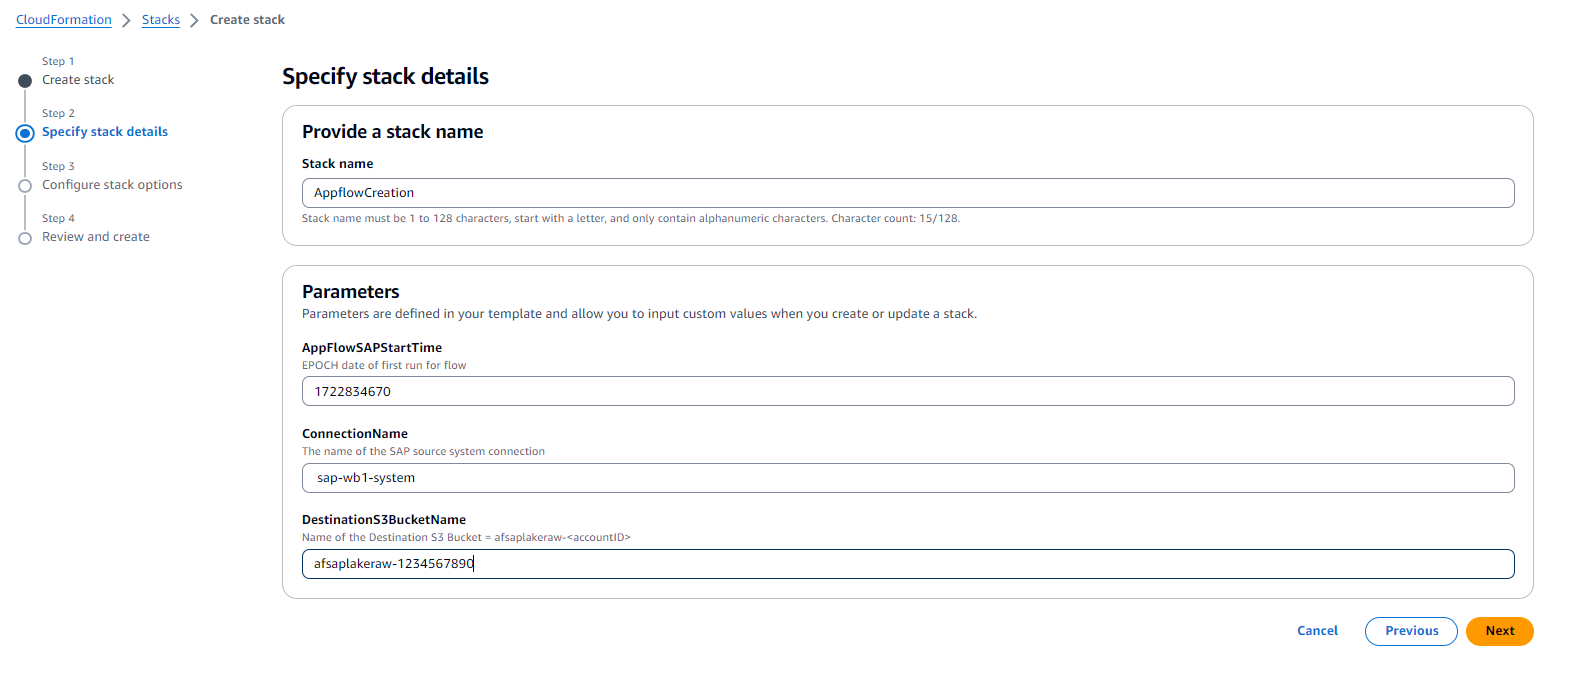 CloudFormation > Stacks > Create stack
Step 1
Create stack
Step 2
Specify stack details
Step 3
Configure stack options
Step 4
Review and create
Specify stack details
Provide a stack name
Stack name
AppflowCreation
Stack name must be 1 to 128 characters, start with a letter, and only contain alphanumeric characters. Character count: 15/128.
Parameters
Parameters are defined in your template and allow you to input custom values when you create or update a stack.
AppFlowSAPStartTime
EPOCH date of first run for flow
1722834670
ConnectionName
The name of the SAP source system connection
sap-wb1-system
DestinationS3BucketName
Name of the Destination S3 Bucket = afsaplakeraw-<accountID>
afsaplakeraw-1234567890
Cancel Previous Next